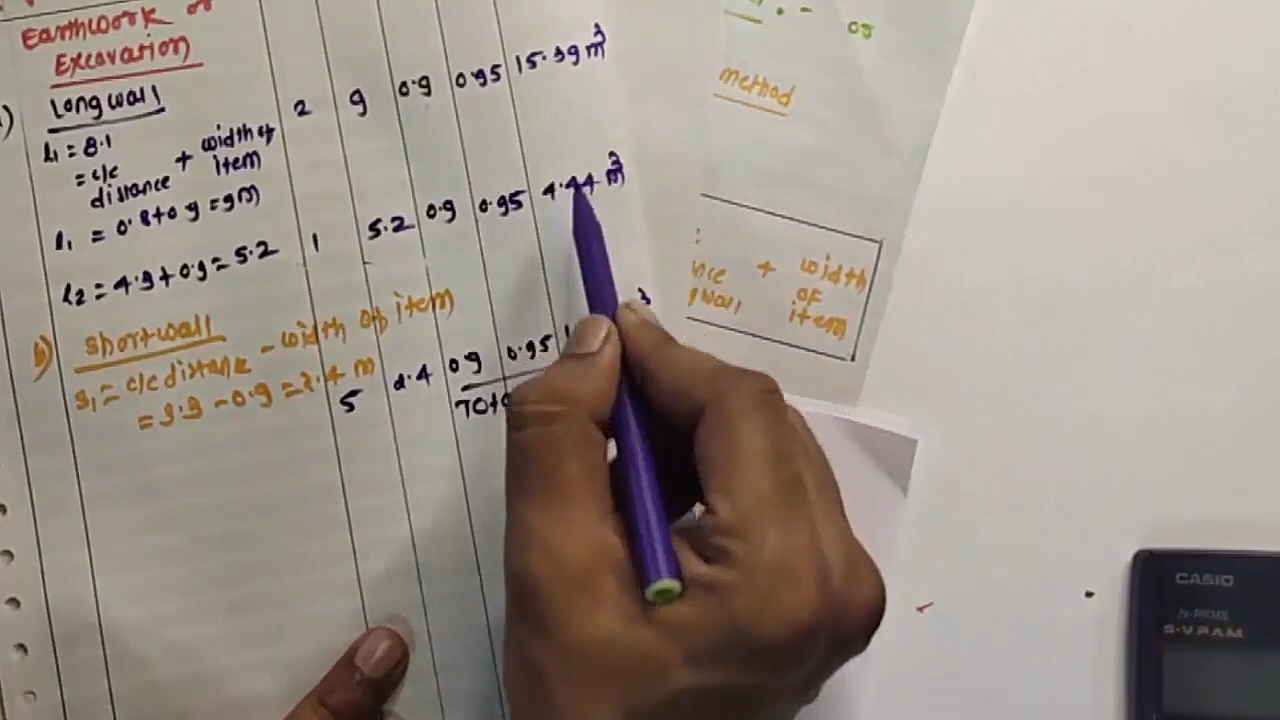 Earthwork
Excavation
Long wall
2 9 0.9 0.95 15.39 m³
l₁ = 8.1
= c/c distance + width of item
l₁ = 0.8+0.9 = 9m
l₂ = 4.3+0.9 = 5.2 1 5.2 0.9 0.95 4.44 m³
b) Short wall
s₁ = c/c distance - width of item
= 3.3 - 0.9 = 2.4 m
5 2.4 0.9 0.95
or
Method
+ width of item
CASIO
S-V.P.A.M.